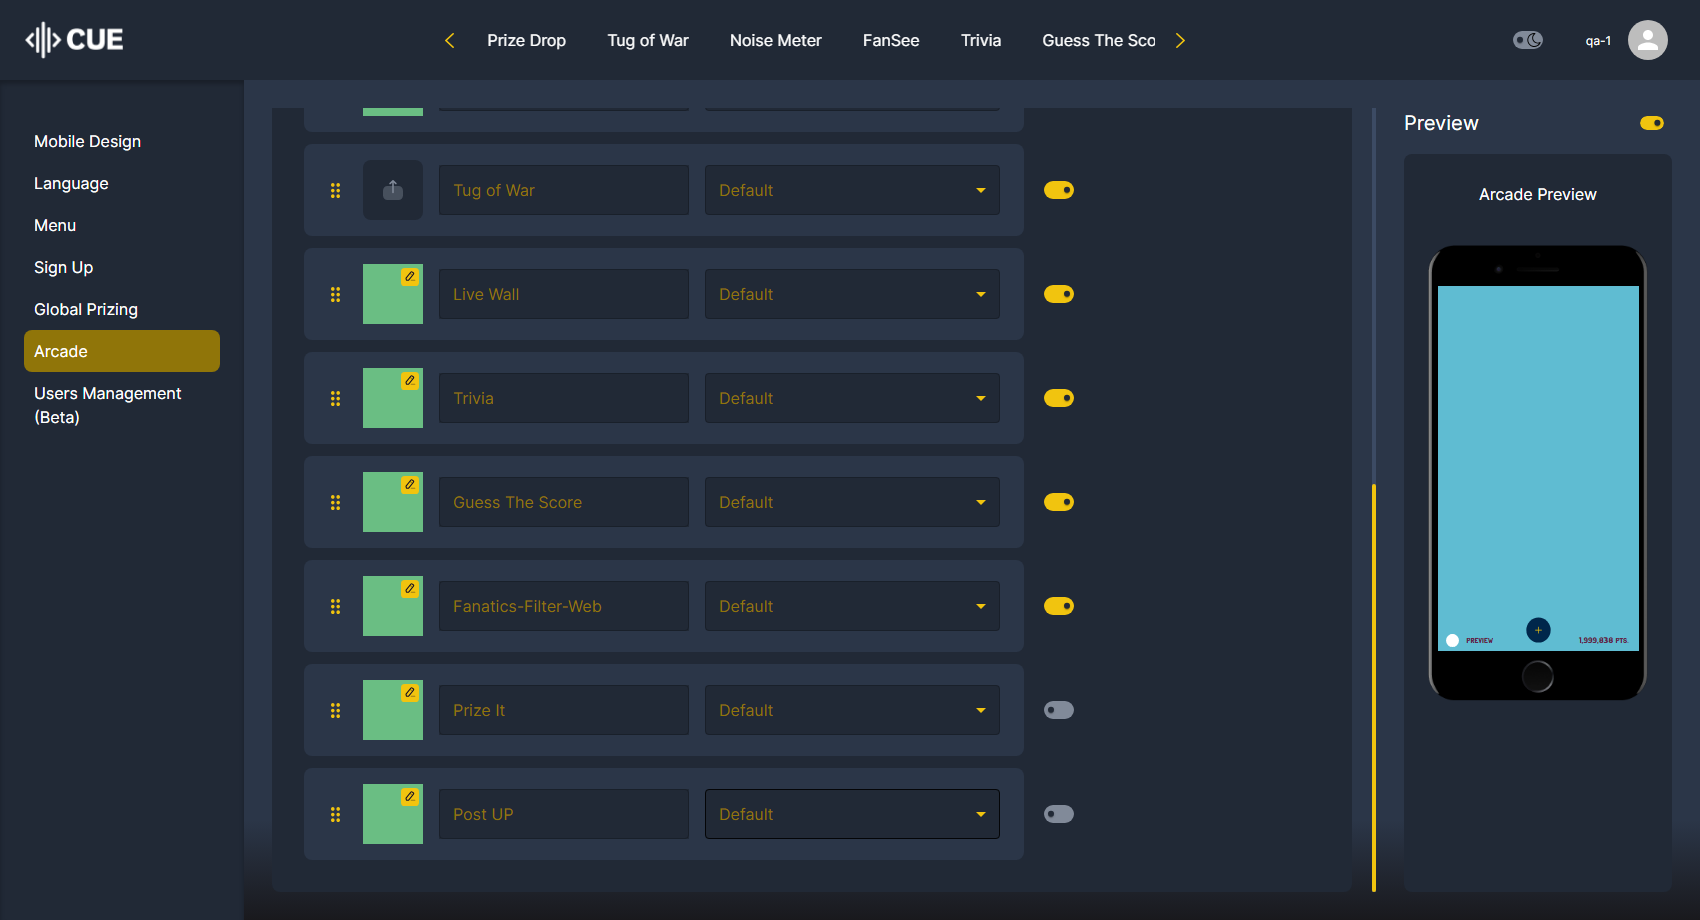 CUE
Prize Drop
Tug of War
Noise Meter
FanSee
Trivia
Guess The Sco
qa-1
Mobile Design
Language
Menu
Sign Up
Global Prizing
Arcade
Users Management
(Beta)
Tug of War
Default
Live Wall
Default
Trivia
Default
Guess The Score
Default
Fanatics-Filter-Web
Default
Prize It
Default
Post UP
Default
Preview
Arcade Preview
PREVIEW
+
1,999,838 PTS.